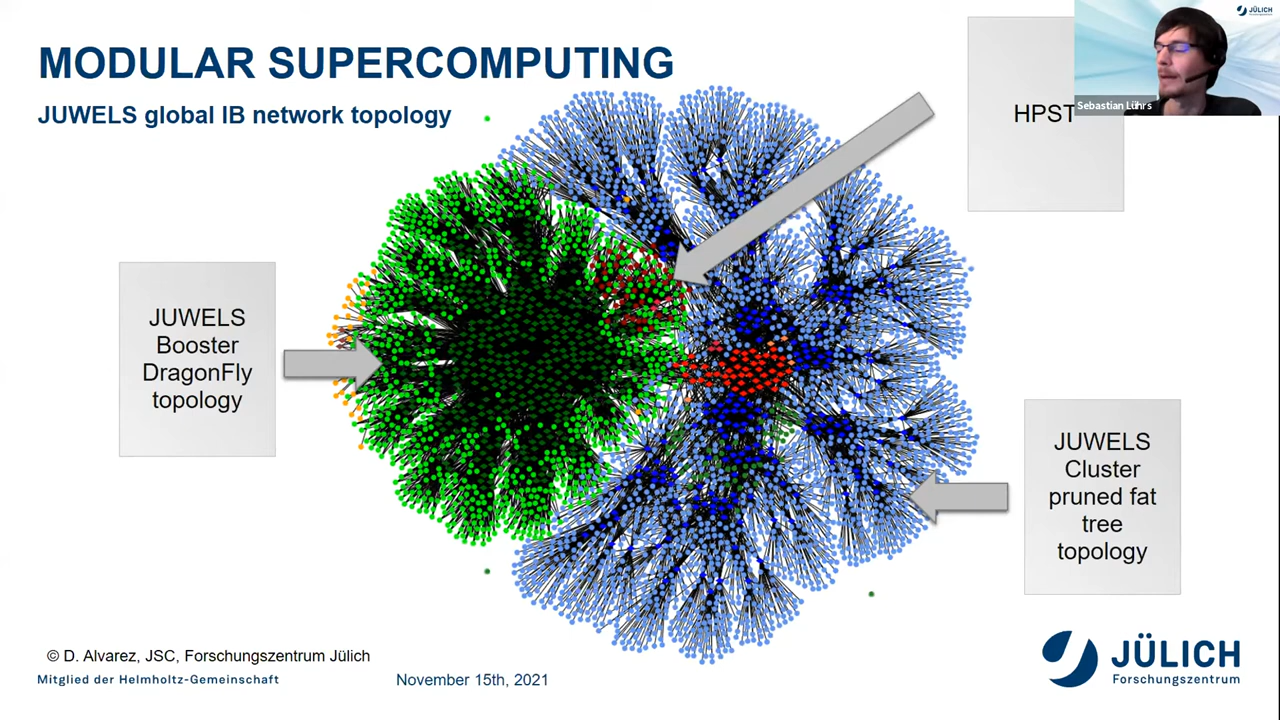 MODULAR SUPERCOMPUTING
JUWELS global IB network topology
JÜLICH
Sebastian Lührs
HPST
JUWELS
Booster
DragonFly
topology
JUWELS
Cluster
pruned fat
tree
topology
© D. Alvarez, JSC, Forschungszentrum Jülich
Mitglied der Helmholtz-Gemeinschaft
November 15th, 2021
JÜLICH
Forschungszentrum